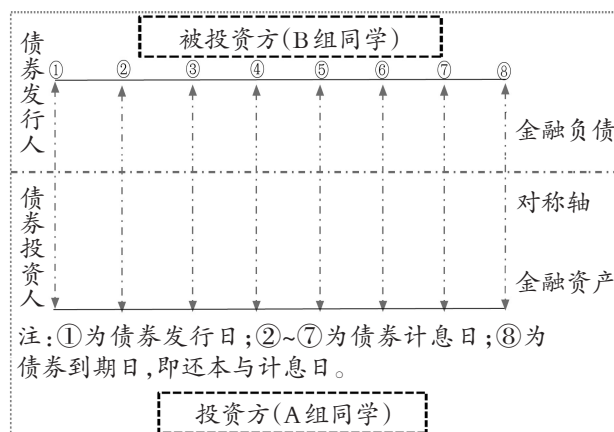 被投资方(B组同学)
债券发行人
① ② ③ ④ ⑤ ⑥ ⑦ ⑧
金融负债
对称轴
债券投资人
金融资产
注:①为债券发行日;②~⑦为债券计息日;⑧为
债券到期日,即还本与计息日。
投资方(A组同学)